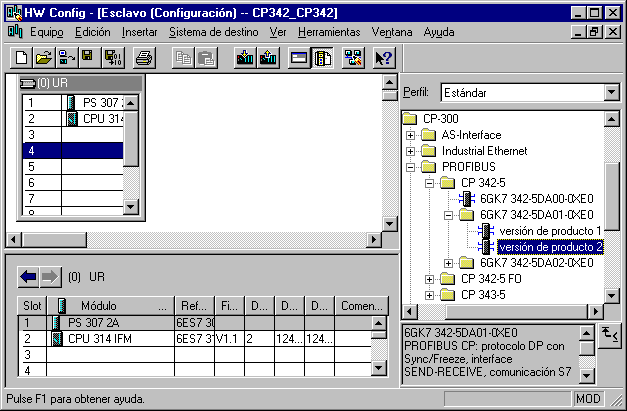 HW Config - [Esclavo (Configuración) -- CP342_CP342]
Equipo Edición Insertar Sistema de destino Ver Herramientas Ventana Ayuda
(0) UR
1 PS 307 2A
2 CPU 314
3
4
5
6
7
8
Perfil: Estándar
CP-300
AS-Interface
Industrial Ethernet
PROFIBUS
CP 342-5
6GK7 342-5DA00-0XE0
6GK7 342-5DA01-0XE0
versión de producto 1
versión de producto 2
6GK7 342-5DA02-0XE0
CP 342-5 FO
CP 343-5
(0) UR
Slot Módulo ... Ref... Fi... D... D... D... Comen...
1 PS 307 2A 6ES7 30
2 CPU 314 IFM 6ES7 31 V1.1 2 124... 124...
3
4
6GK7 342-5DA01-0XE0
PROFIBUS CP: protocolo DP con
Sync/Freeze, interface
SEND-RECEIVE, comunicación S7
Pulse F1 para obtener ayuda. MOD